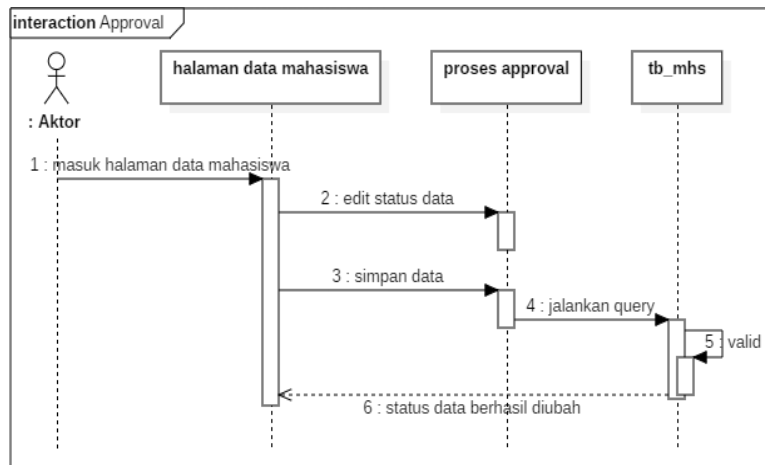 interaction Approval
halaman data mahasiswa
proses approval
tb_mhs
: Aktor
1 : masuk halaman data mahasiswa
2 : edit status data
3 : simpan data
4 : jalankan query
5 : valid
6 : status data berhasil diubah